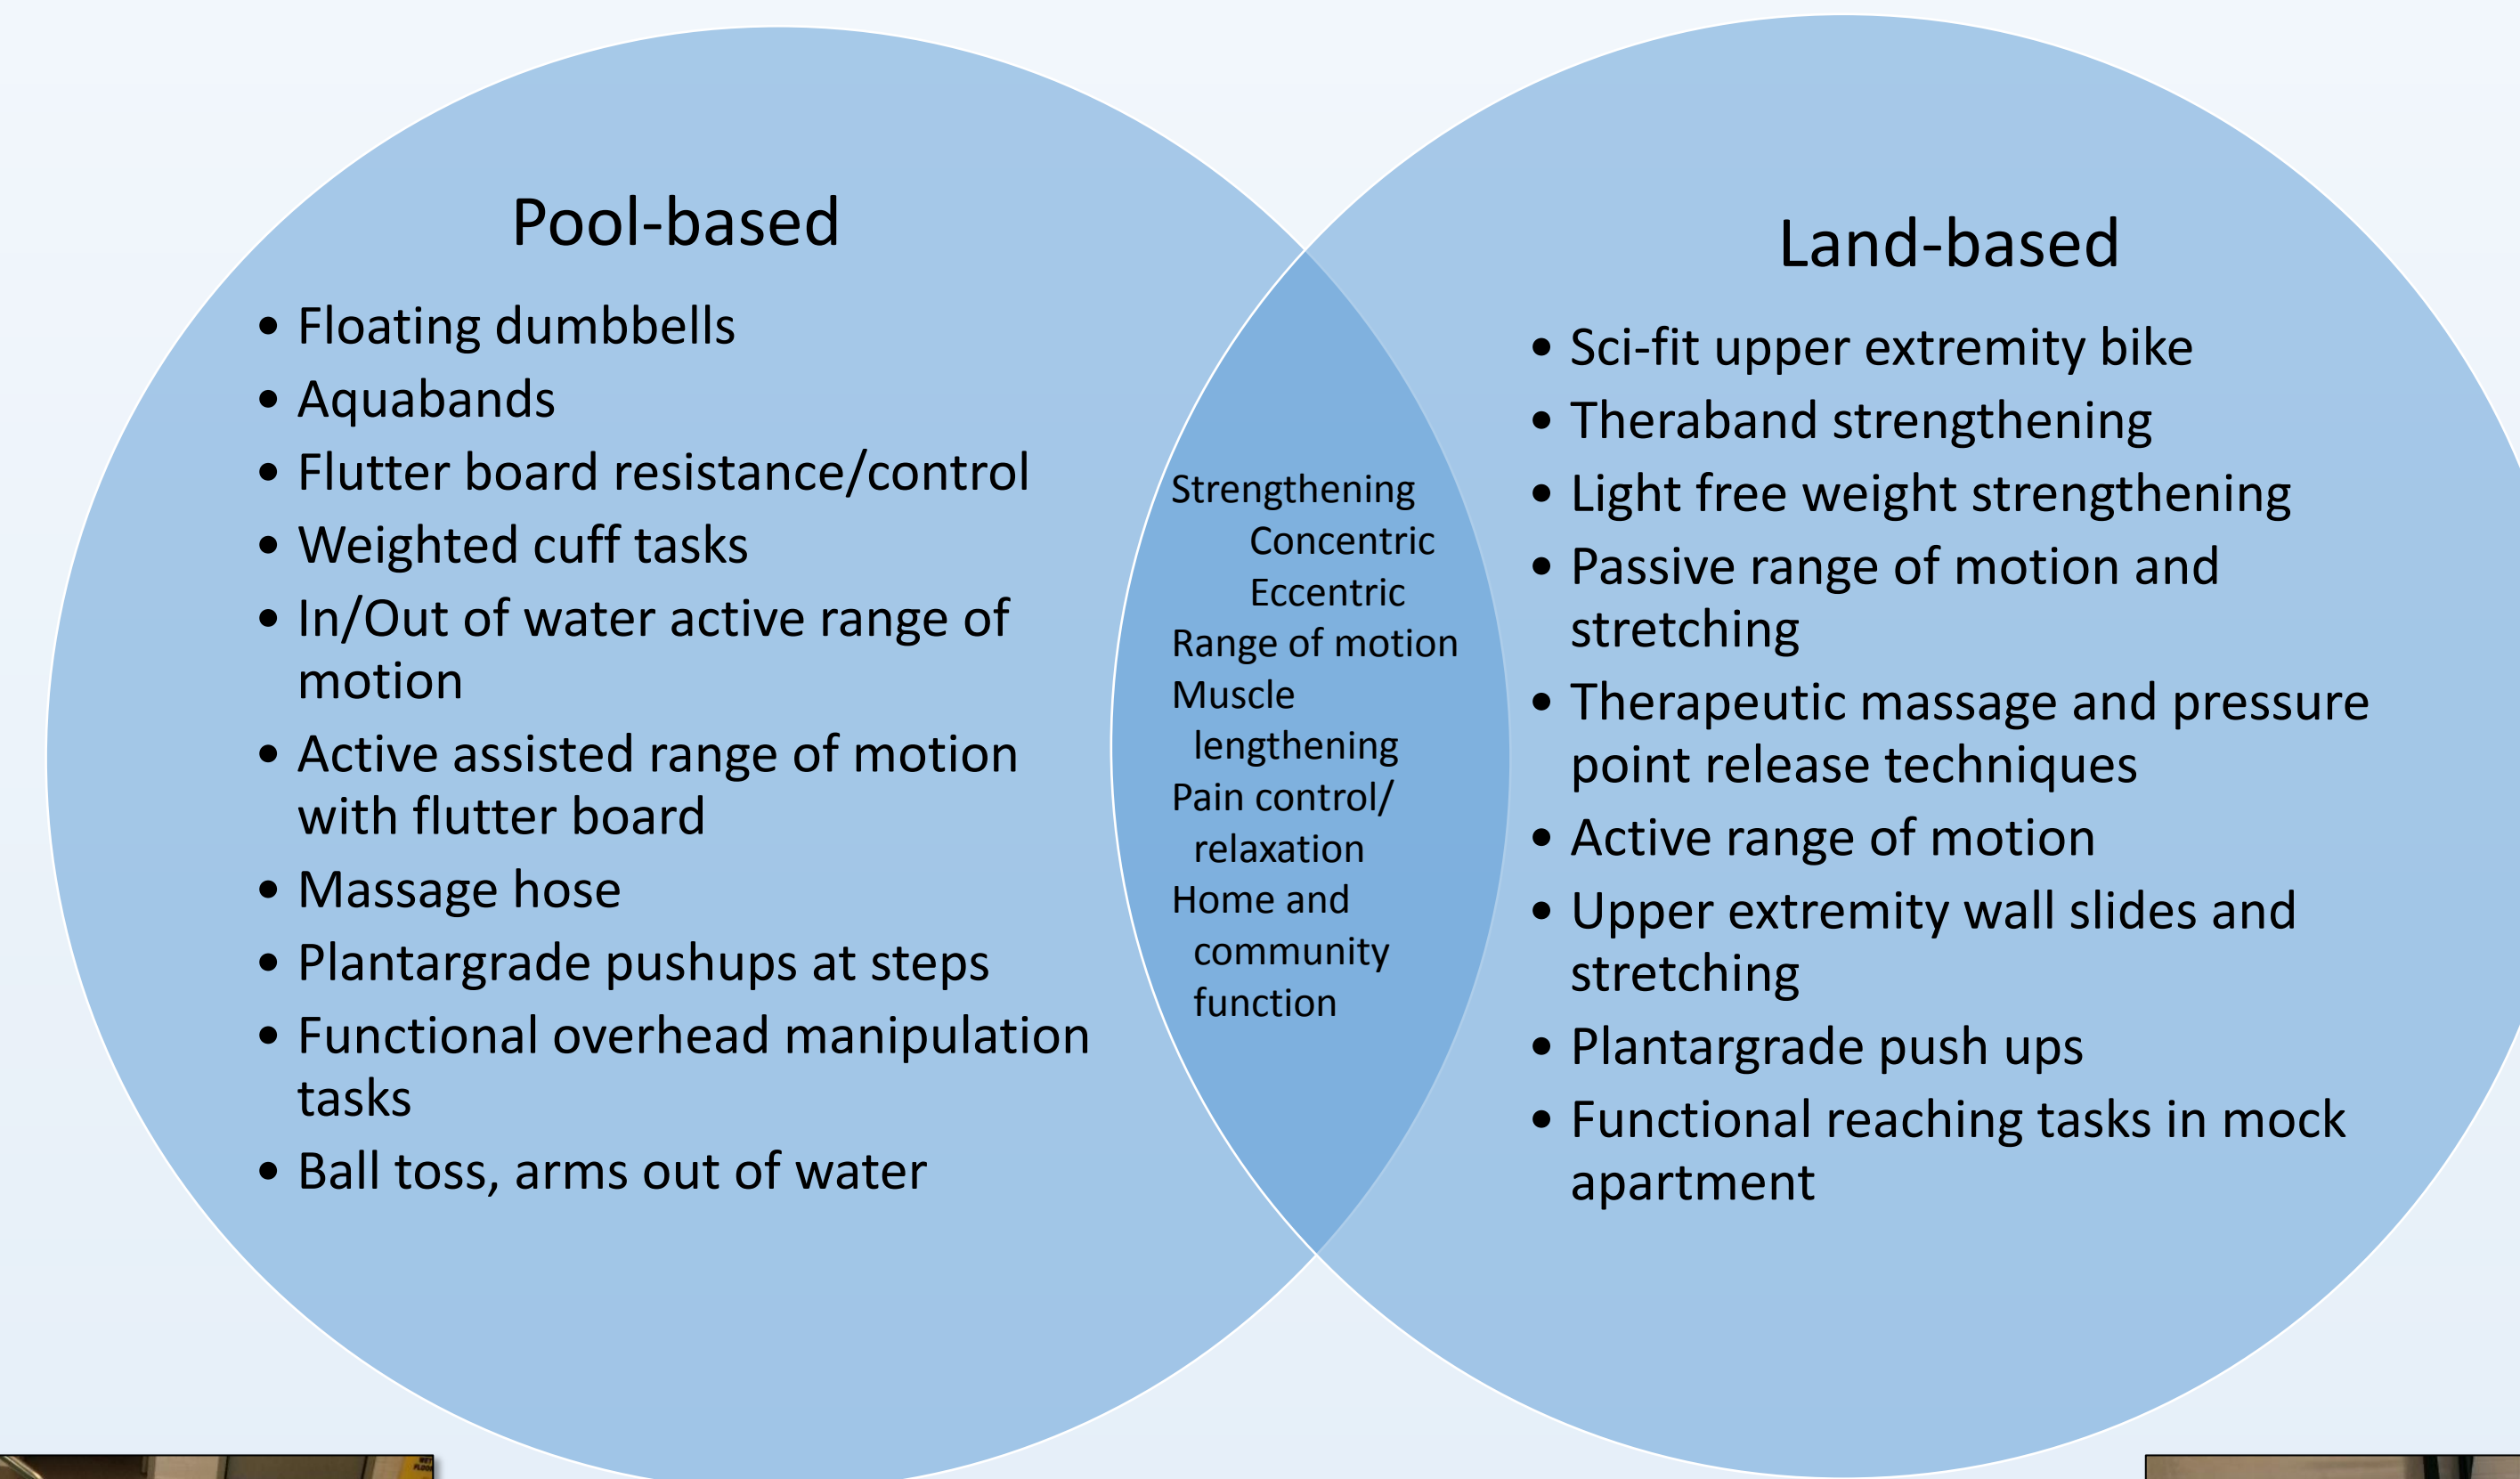 Pool-based
• Floating dumbbells
• Aquabands
• Flutter board resistance/control
• Weighted cuff tasks
• In/Out of water active range of
motion
• Active assisted range of motion
with flutter board
• Massage hose
• Plantargrade pushups at steps
• Functional overhead manipulation
tasks
• Ball toss, arms out of water
Strengthening
Concentric
Eccentric
Range of motion
Muscle
lengthening
Pain control/
relaxation
Home and
community
function
Land-based
• Sci-fit upper extremity bike
• Theraband strengthening
• Light free weight strengthening
• Passive range of motion and
stretching
• Therapeutic massage and pressure
point release techniques
• Active range of motion
• Upper extremity wall slides and
stretching
• Plantargrade push ups
• Functional reaching tasks in mock
apartment